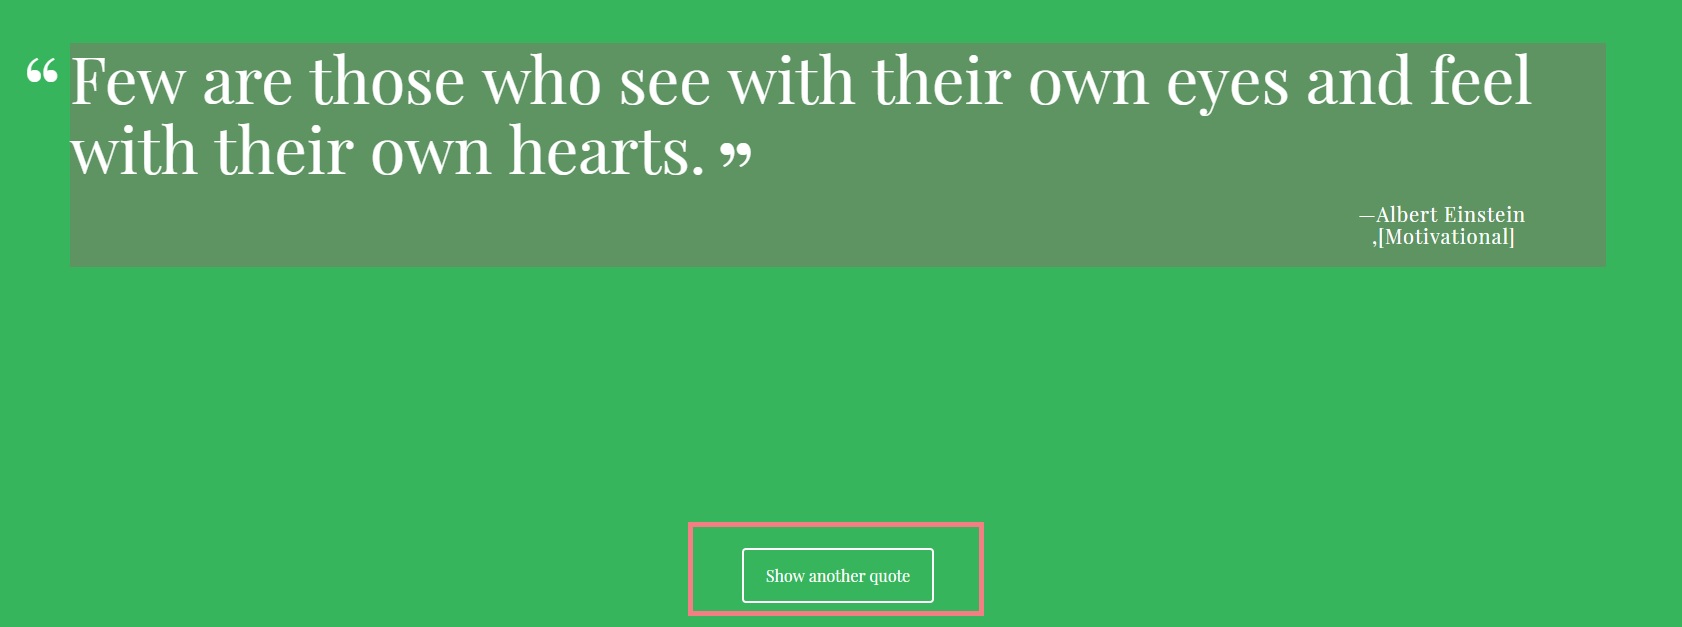 “Few are those who see with their own eyes and feel
with their own hearts. ”
—Albert Einstein
,[Motivational]
Show another quote